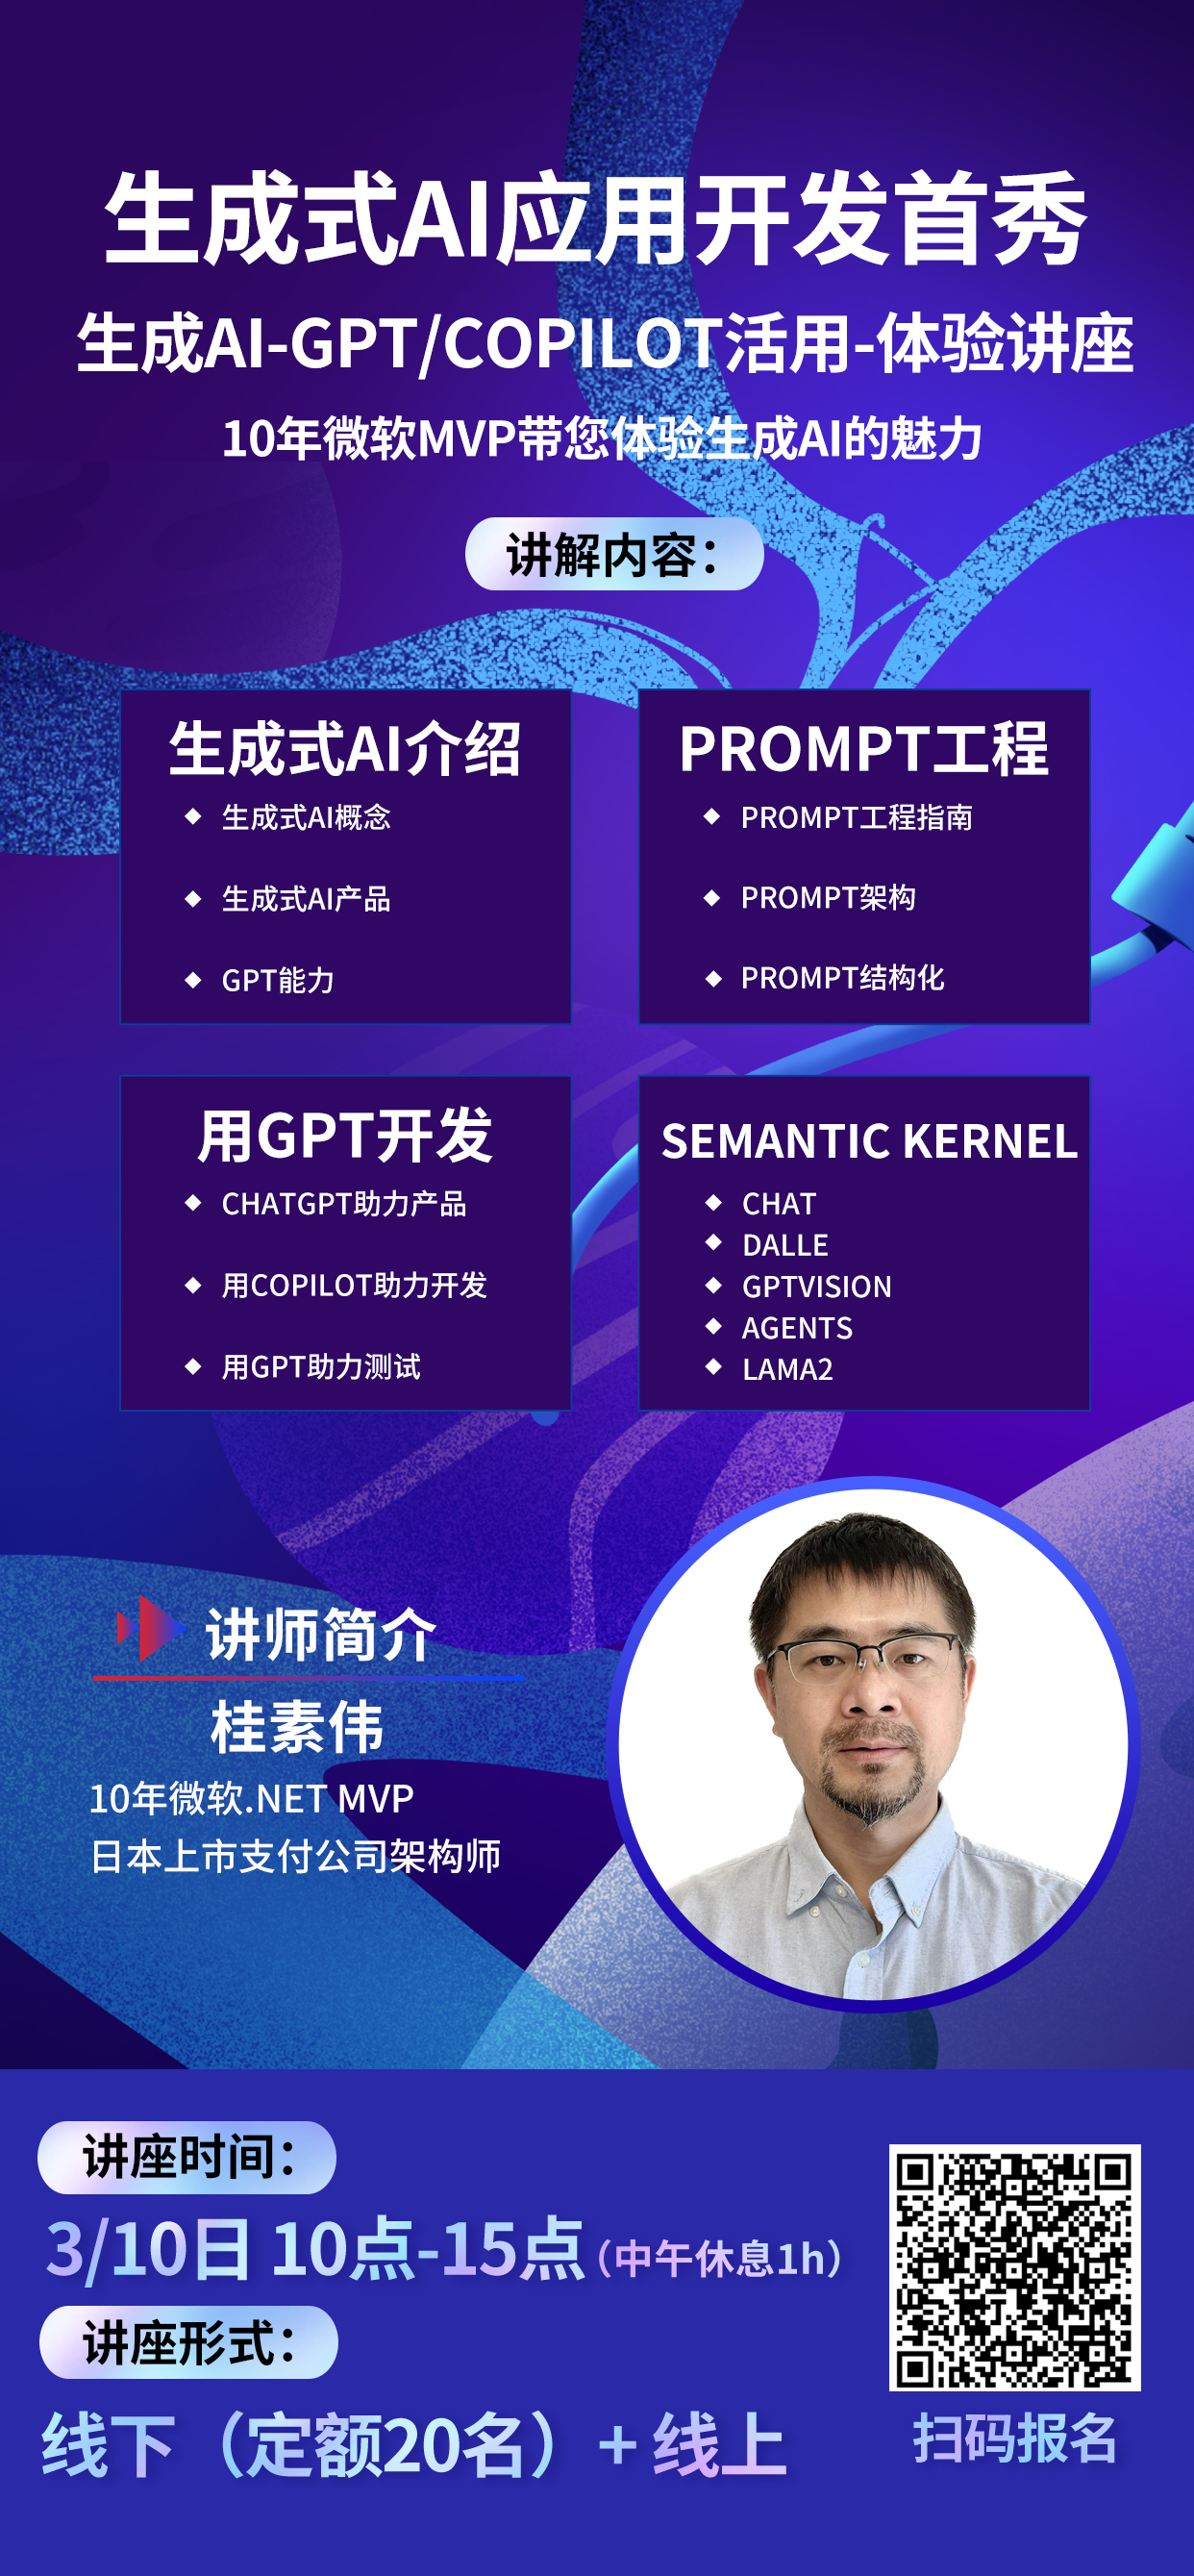 生成式AI应用开发首秀
生成AI-GPT/COPILOT活用-体验讲座
10年微软MVP带您体验生成AI的魅力
讲解内容：
生成式AI介绍
◆ 生成式AI概念
◆ 生成式AI产品
◆ GPT能力
PROMPT工程
◆ PROMPT工程指南
◆ PROMPT架构
◆ PROMPT结构化
用GPT开发
◆ CHATGPT助力产品
◆ 用COPILOT助力开发
◆ 用GPT助力测试
SEMANTIC KERNEL
◆ CHAT
◆ DALLE
◆ GPTVISION
◆ AGENTS
◆ LAMA2
讲师简介
桂素伟
10年微软.NET MVP
日本上市支付公司架构师
讲座时间：
3/10日 10点-15点（中午休息1h）
讲座形式：
线下（定额20名）+ 线上
扫码报名